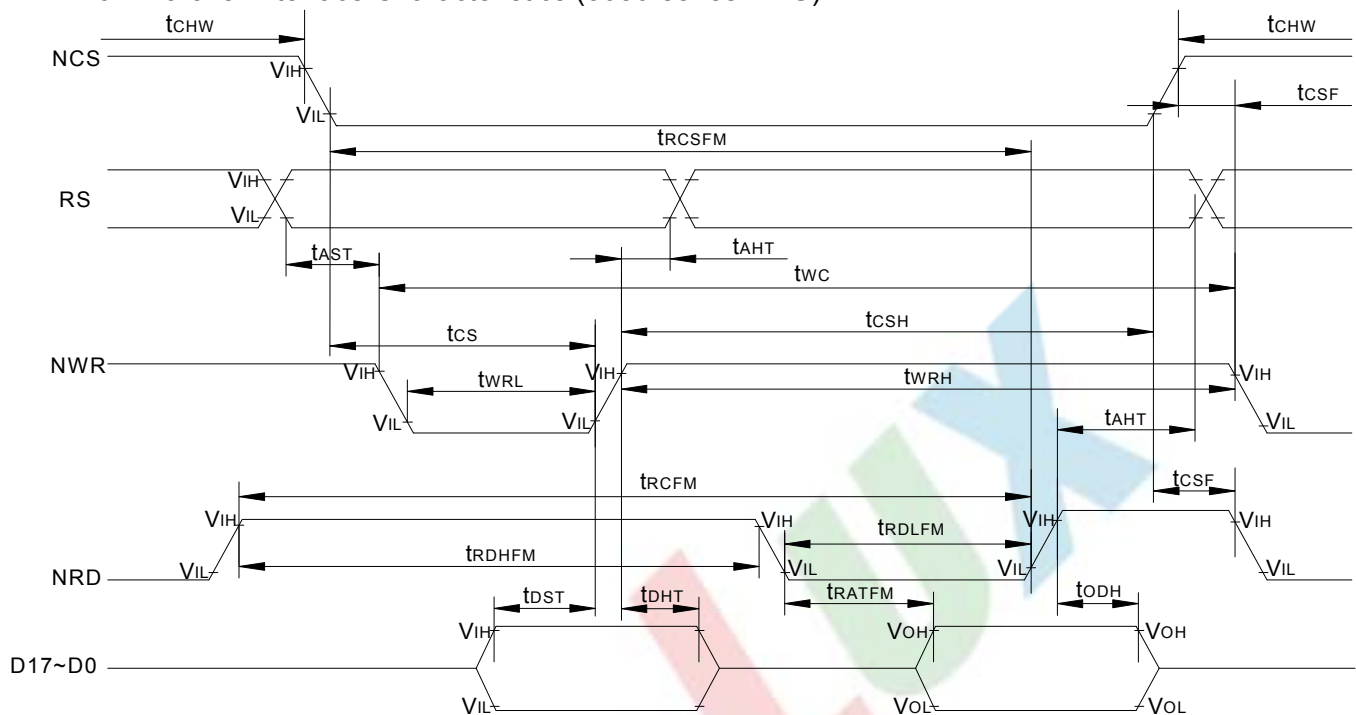 tCHW tCHW
NCS VIH
tCSF
VIL
tRCSFM
RS VIH
VIL
tAST tAHT
tWC
tCS tCSH
NWR VIH VIH VIH
tWRL tWRH
VIL VIL VIL
tAHT
tRCFM tCSF
VIH VIH VIH VIH
tRDHFM tRDLFM
NRD VIL VIL VIL VIL
tDST tDHT tRATFM tODH
VIH VOH VOH
D17~D0
VIL VOL VOL
LUX